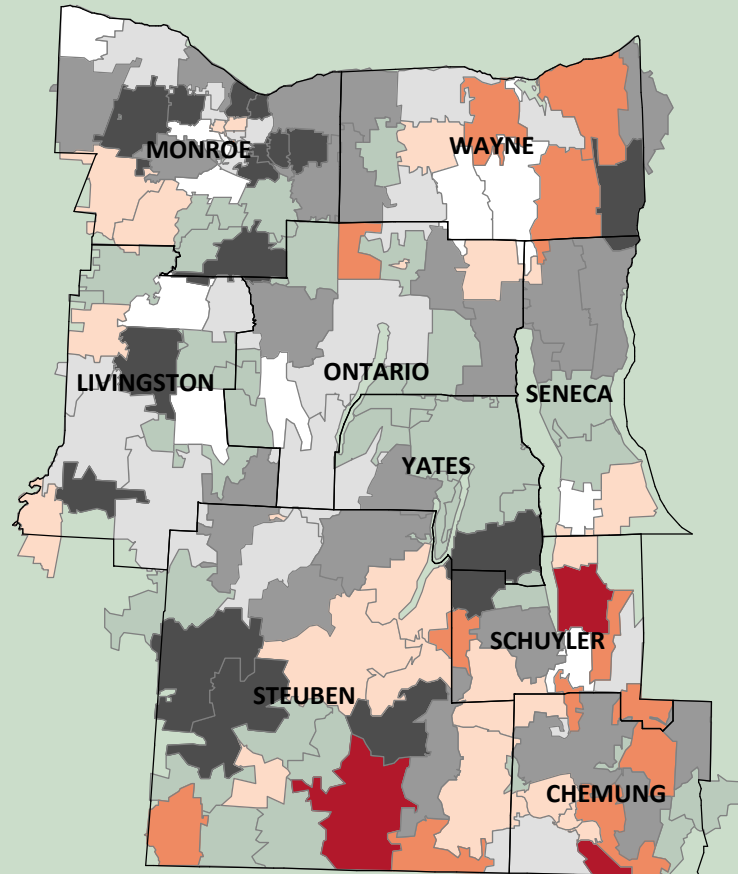 MONROE
WAYNE
LIVINGSTON
ONTARIO
SENECA
YATES
SCHUYLER
STEUBEN
CHEMUNG